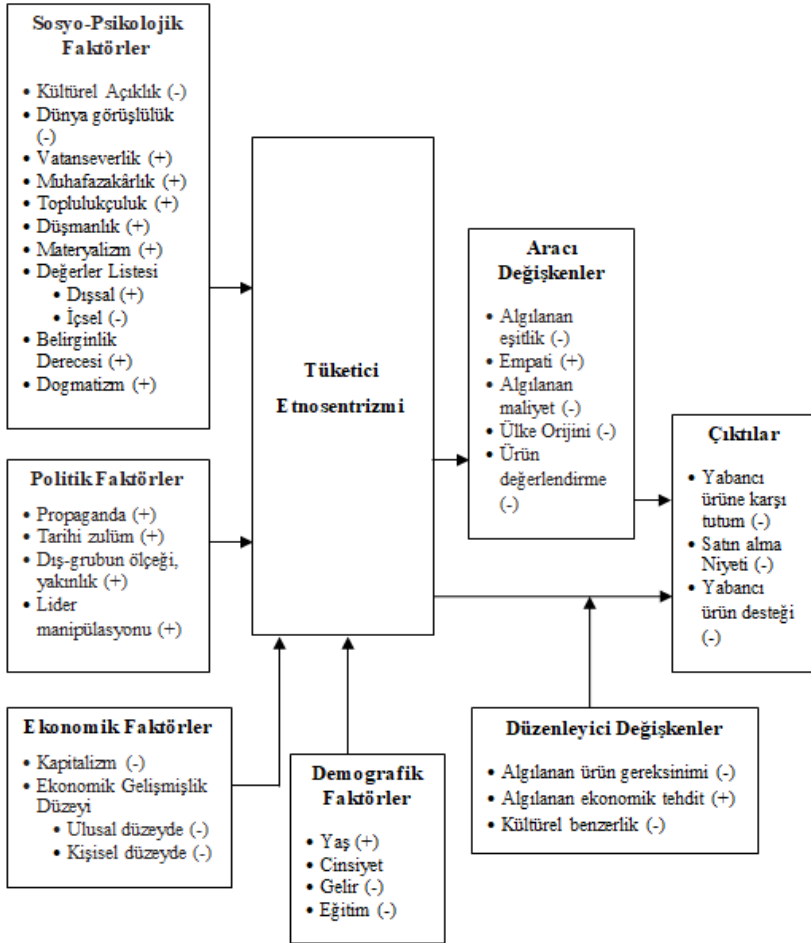 Sosyo-Psikolojik
Faktörler
• Kültürel Açıklık (-)
• Dünya görüşlülük
(-)
• Vatanseverlik (+)
• Muhafazakârlık (+)
• Toplulukçuluk (+)
• Düşmanlık (+)
• Materyalizm (+)
• Değerler Listesi
• Dışsal (+)
• İçsel (-)
• Belirginlik
Derecesi (+)
• Dogmatizm (+)
Politik Faktörler
• Propaganda (+)
• Tarihi zulüm (+)
• Dış-grubun ölçeği,
yakınlık (+)
• Lider
manipülasyonu (+)
Ekonomik Faktörler
• Kapitalizm (-)
• Ekonomik Gelişmişlik
Düzeyi
• Ulusal düzeyde (-)
• Kişisel düzeyde (-)
Demografik
Faktörler
• Yaş (+)
• Cinsiyet
• Gelir (-)
• Eğitim (-)
Tüketici
Etnosentrizmi
Aracı
Değişkenler
• Algılanan
eşitlik (-)
• Empati (+)
• Algılanan
maliyet (-)
• Ülke Orijini (-)
• Ürün
değerlendirme
(-)
Düzenleyici Değişkenler
• Algılanan ürün gereksinimi (-)
• Algılanan ekonomik tehdit (+)
• Kültürel benzerlik (-)
Çıktılar
• Yabancı
ürüne karşı
tutum (-)
• Satın alma
Niyeti (-)
• Yabancı
ürün desteği
(-)